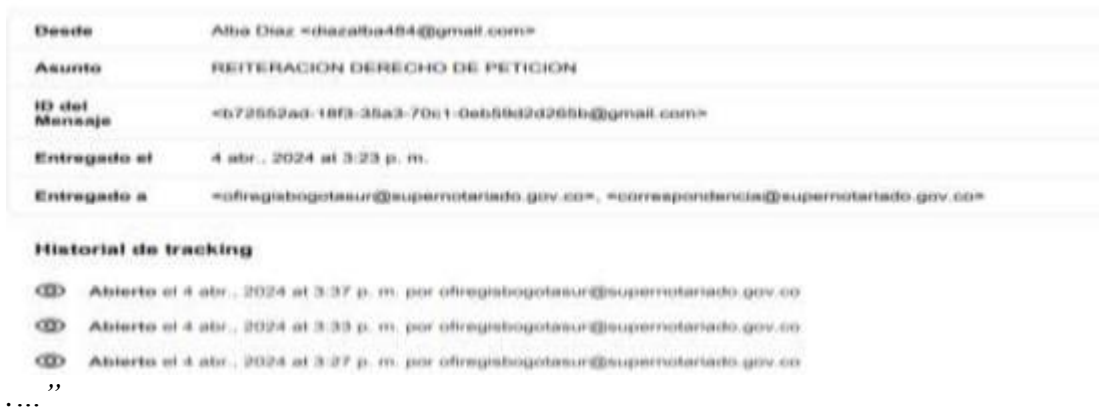 Desde Alba Diaz <diazalba484@gmail.com>
Asunto REITERACION DERECHO DE PETICION
ID del Mensaje <b72552ad-18f3-35a3-70c1-0eb59d2d265b@gmail.com>
Entregado el 4 abr., 2024 at 3:23 p. m.
Entregado a <ofiregisbogotasur@supernotariado.gov.co>, <correspondencia@supernotariado.gov.co>
Historial de tracking
Abierto el 4 abr., 2024 at 3:37 p. m. por ofiregisbogotasur@supernotariado.gov.co
Abierto el 4 abr., 2024 at 3:33 p. m. por ofiregisbogotasur@supernotariado.gov.co
Abierto el 4 abr., 2024 at 3:27 p. m. por ofiregisbogotasur@supernotariado.gov.co
. ...”